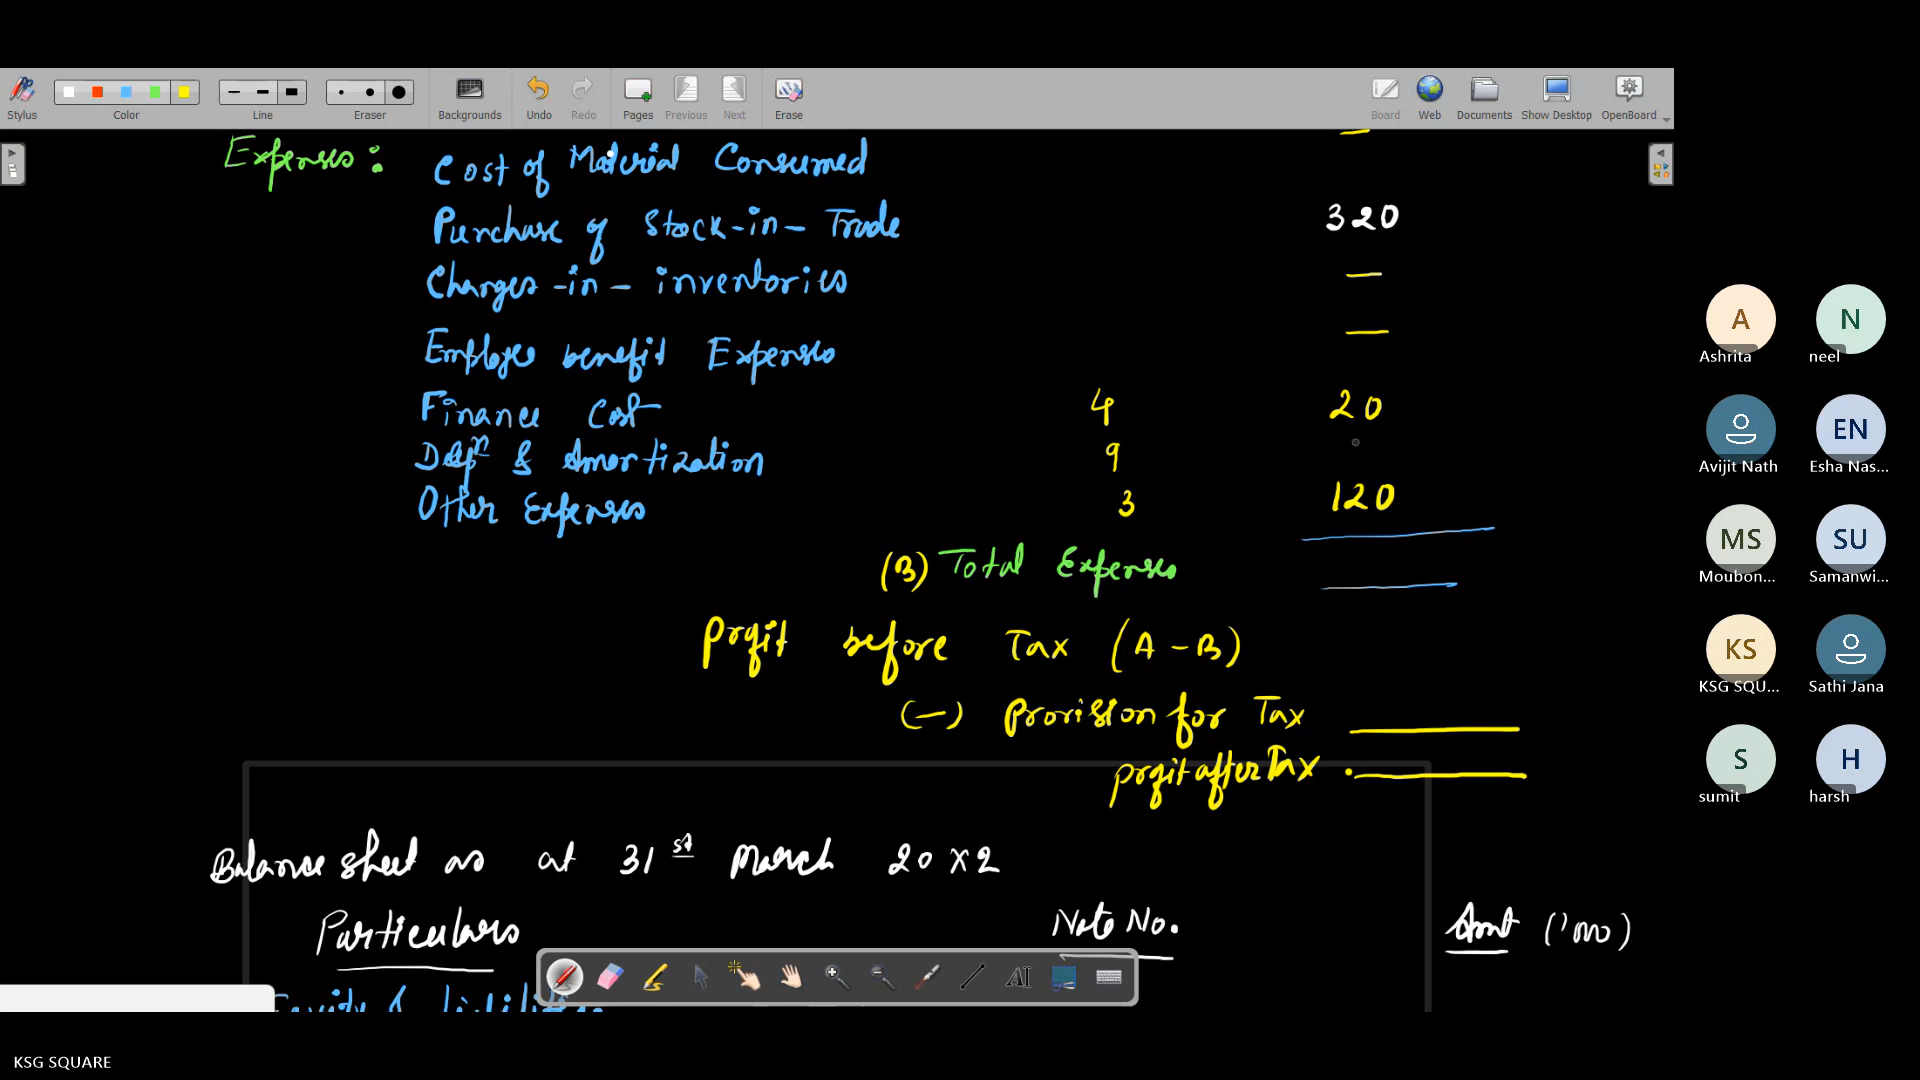 Stylus Color Line Eraser Backgrounds Undo Redo Pages Previous Next Erase Board Web Documents Show Desktop OpenBoard
Expenses : Cost of Material Consumed
Purchase of Stock-in-Trade 320
Changes-in-inventories —
Employee benefit Expenses —
Finance Cost 4 20
Depn & Amortization 9
Other Expenses 3 120
(B) Total Expenses
Profit before Tax (A-B)
(-) Provision for Tax
profit after Tax
Balance sheet as at 31st March 20X2
Particulars Note No. Amt ('000)
Equity & liabilities
A N
Ashrita neel
EN
Avijit Nath Esha Nas...
MS SU
Moubon... Samanwi...
KS
KSG SQU... Sathi Jana
S H
sumit harsh
KSG SQUARE